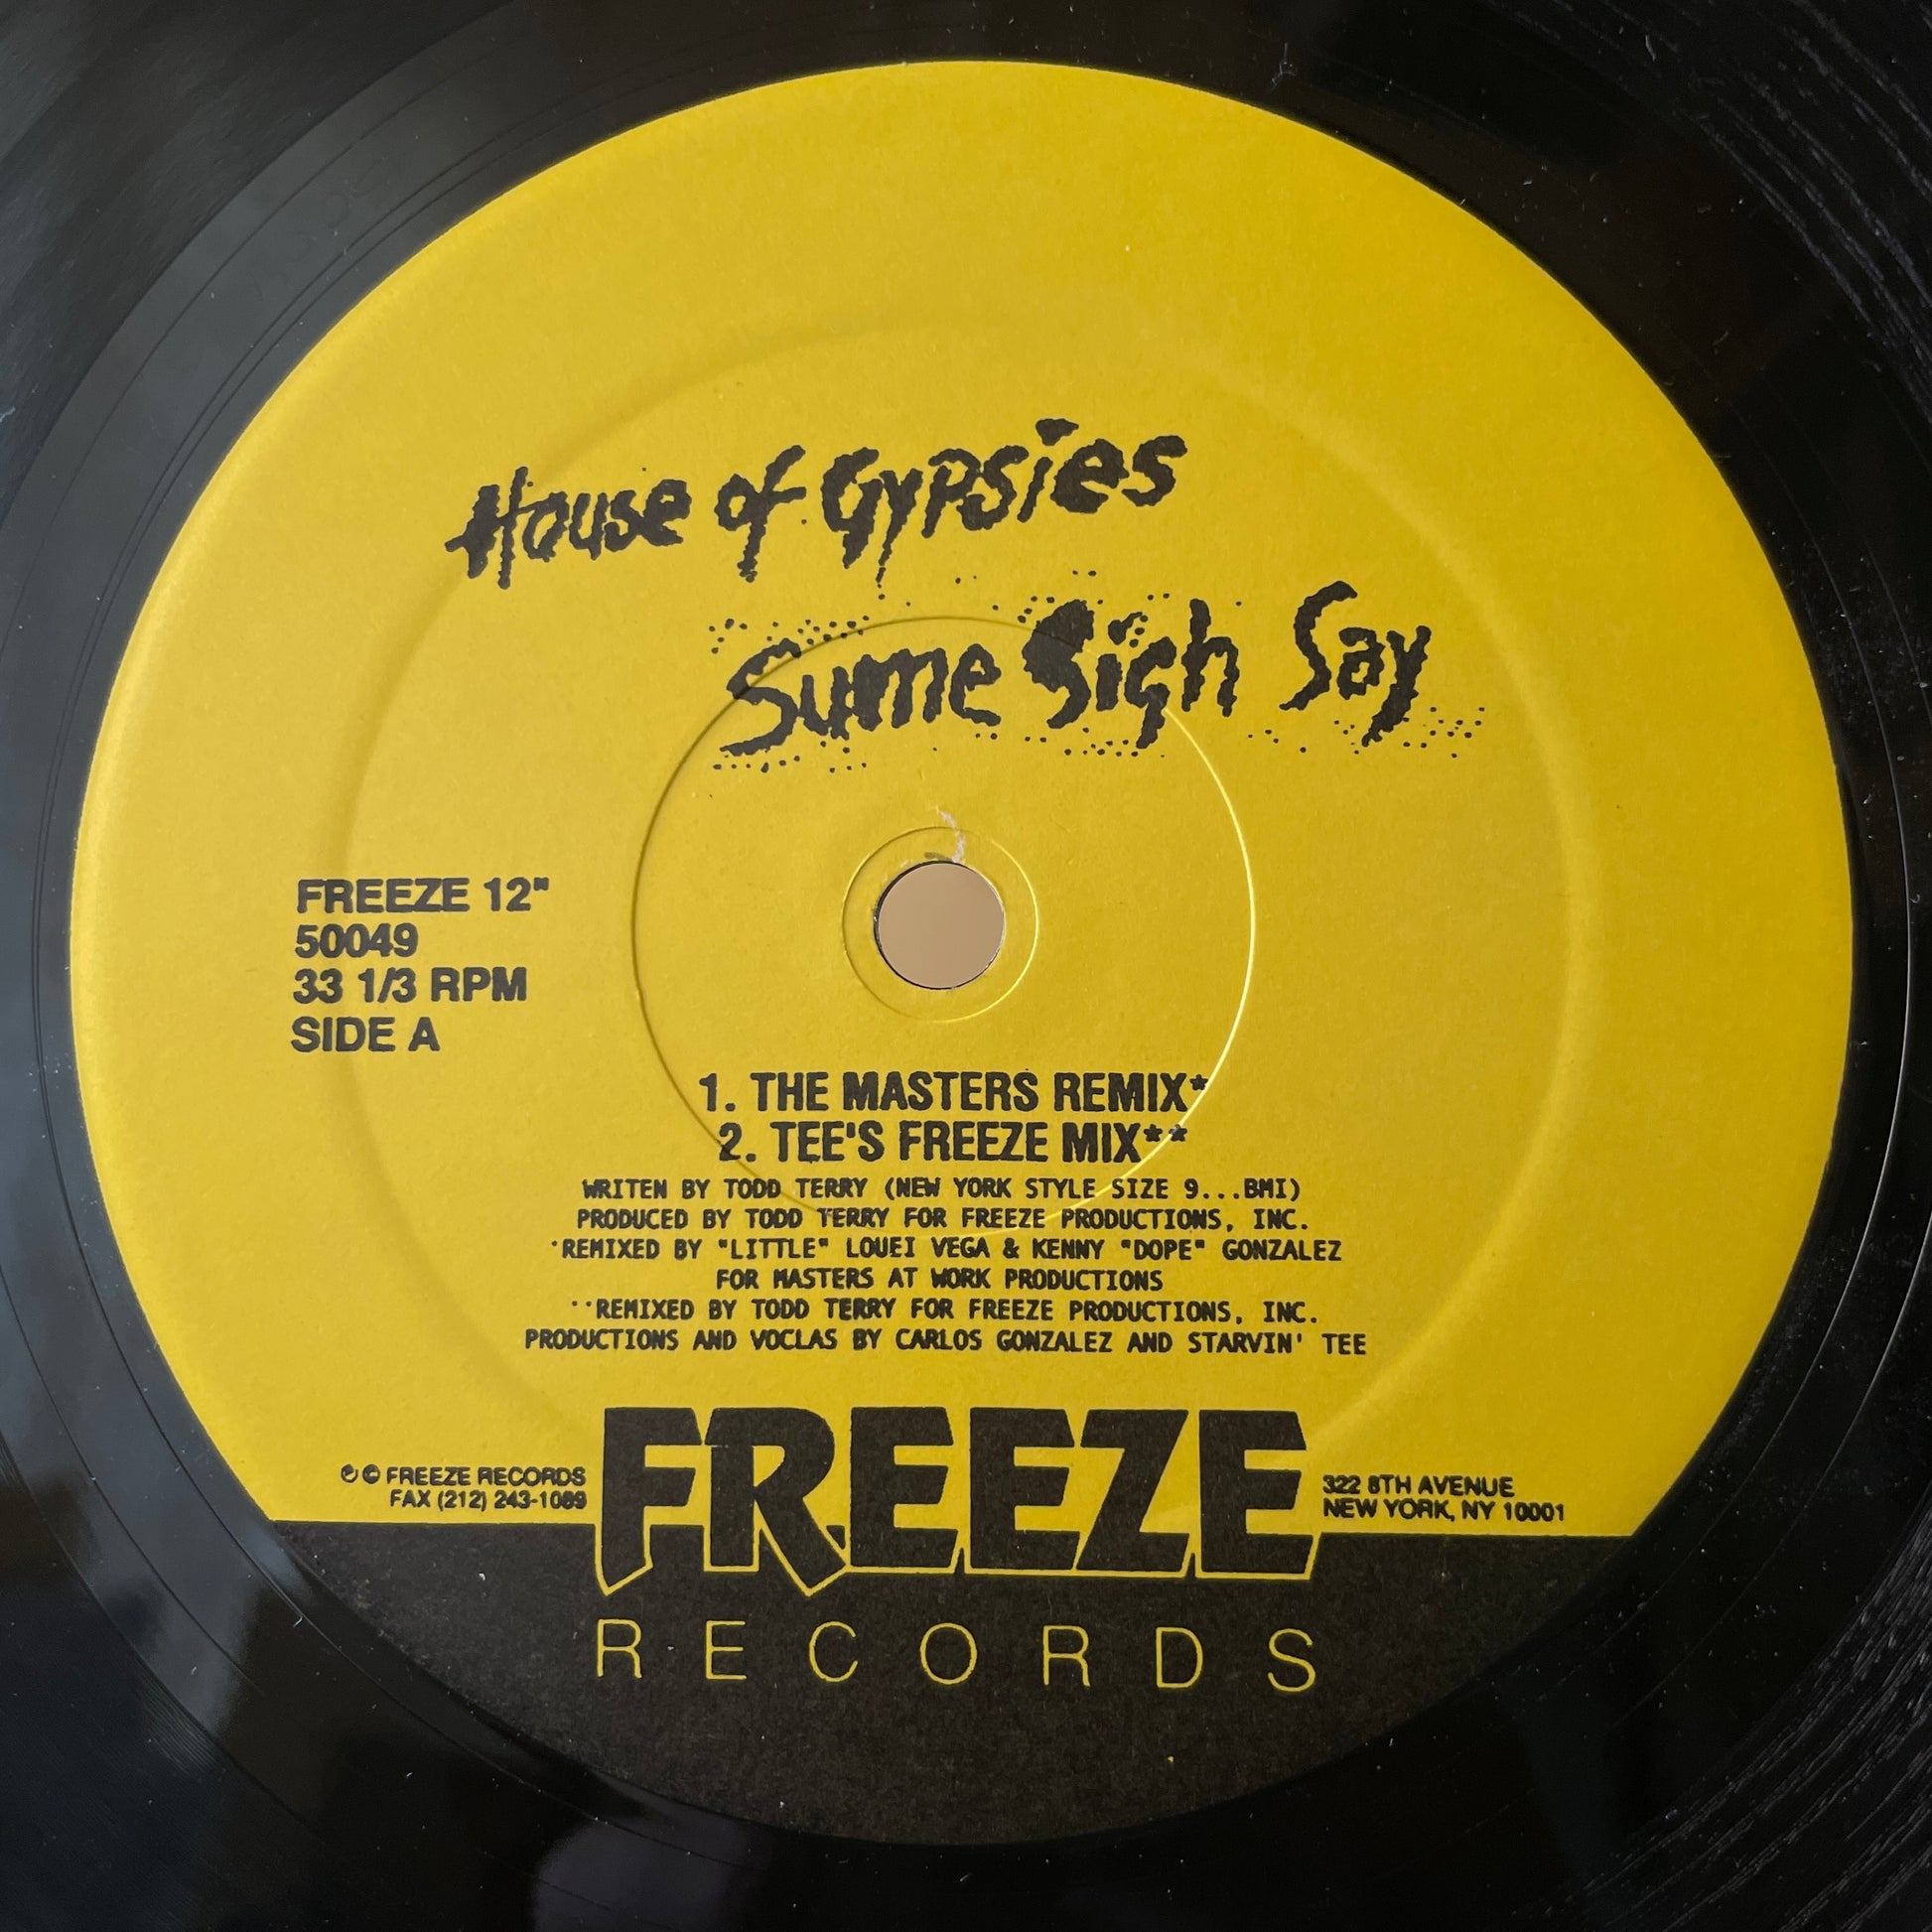 House of Gypsies
Sume Sigh Say
FREEZE 12"
50049
33 1/3 RPM
SIDE A
1. THE MASTERS REMIX*
2. TEE'S FREEZE MIX**
WRITEN BY TODD TERRY (NEW YORK STYLE SIZE 9...BMI)
PRODUCED BY TODD TERRY FOR FREEZE PRODUCTIONS, INC.
*REMIXED BY "LITTLE" LOUEI VEGA & KENNY "DOPE" GONZALEZ
FOR MASTERS AT WORK PRODUCTIONS
**REMIXED BY TODD TERRY FOR FREEZE PRODUCTIONS, INC.
PRODUCTIONS AND VOCLAS BY CARLOS GONZALEZ AND STARVIN' TEE
℗ © FREEZE RECORDS
FAX (212) 243-1089
322 8TH AVENUE
NEW YORK, NY 10001
FREEZE
RECORDS